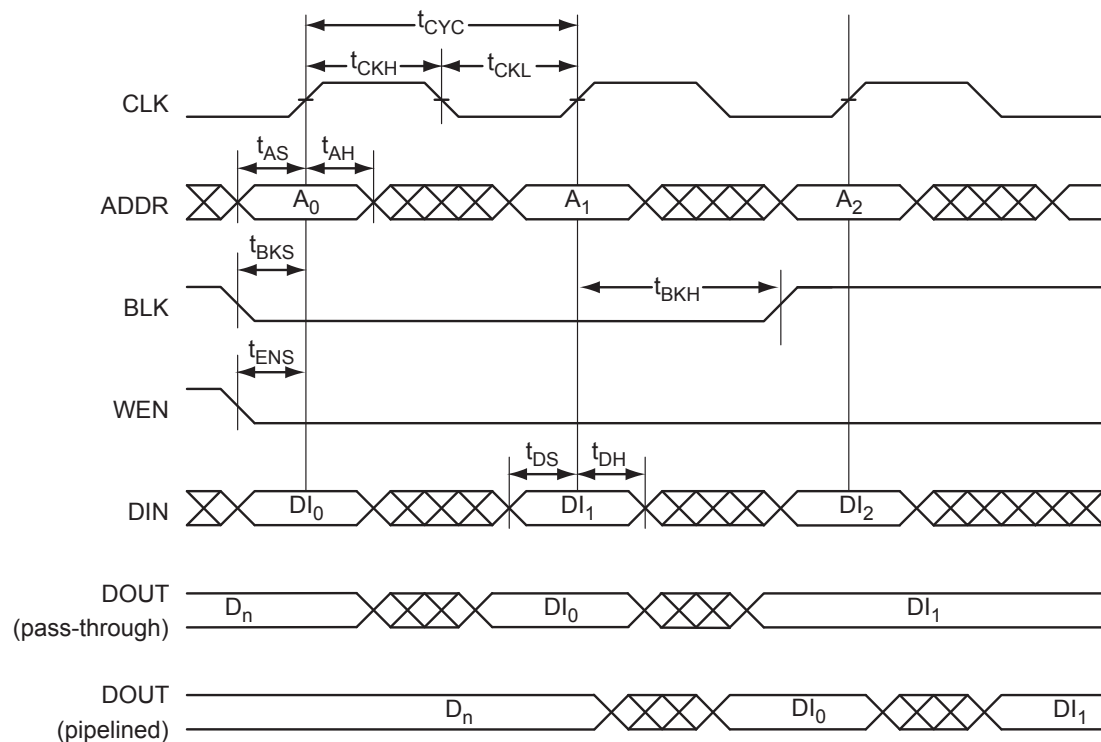 tCYC
tCKH tCKL
CLK
tAS tAH
ADDR A0 A1 A2
tBKS
tBKH
BLK
tENS
WEN
tDS tDH
DIN DI0 DI1 DI2
DOUT
(pass-through) Dn DI0 DI1
DOUT
(pipelined) Dn DI0 DI1